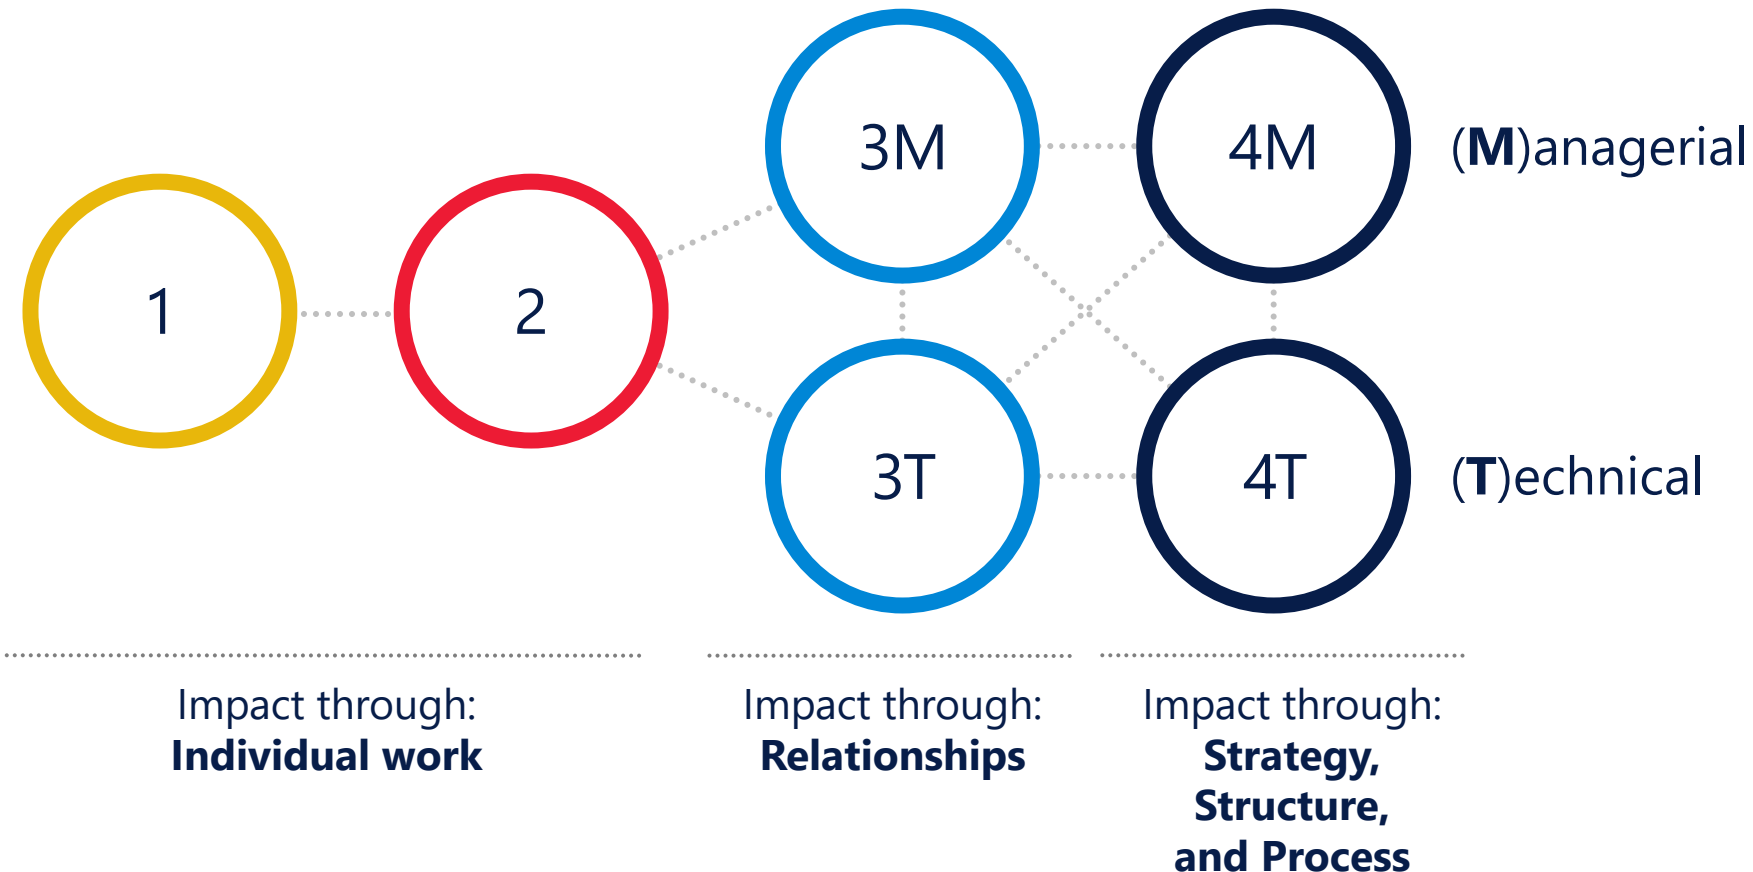 3M
4M
(M)anagerial
1
2
3T
4T
(T)echnical
Impact through:
Individual work
Impact through:
Relationships
Impact through:
Strategy,
Structure,
and Process